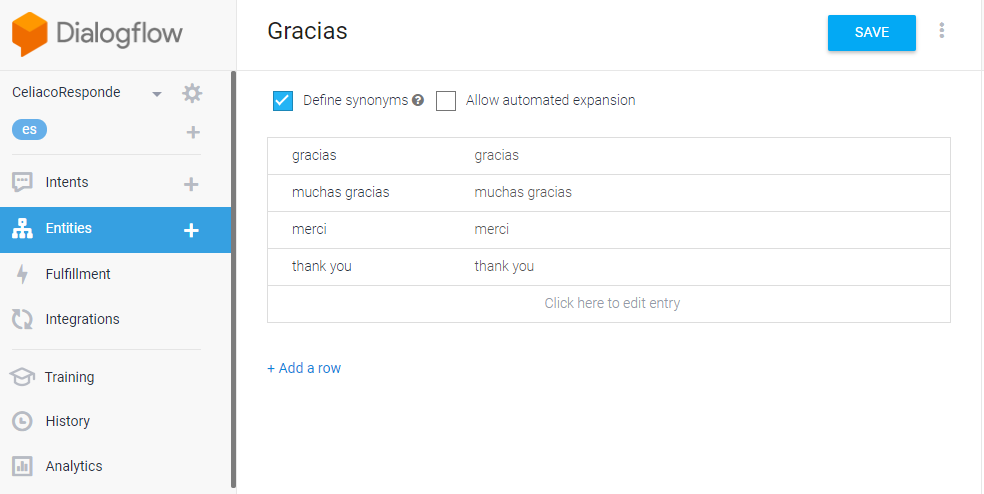 Dialogflow
Gracias
SAVE
CeliacoResponde
es
Define synonyms
Allow automated expansion
gracias gracias
muchas gracias muchas gracias
merci merci
thank you thank you
Click here to edit entry
+ Add a row
Intents
Entities
Fulfillment
Integrations
Training
History
Analytics